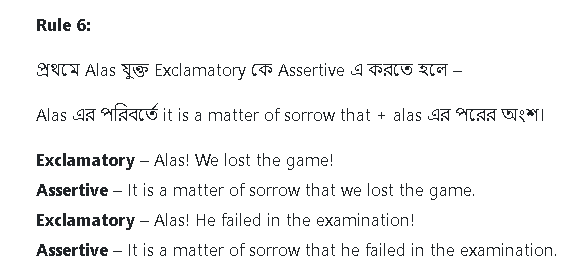 Rule 6:
প্রথমে Alas যুক্ত Exclamatory কে Assertive এ করতে হলে –
Alas এর পরিবর্তে it is a matter of sorrow that + alas এর পরের অংশ।
Exclamatory – Alas! We lost the game!
Assertive – It is a matter of sorrow that we lost the game.
Exclamatory – Alas! He failed in the examination!
Assertive – It is a matter of sorrow that he failed in the examination.